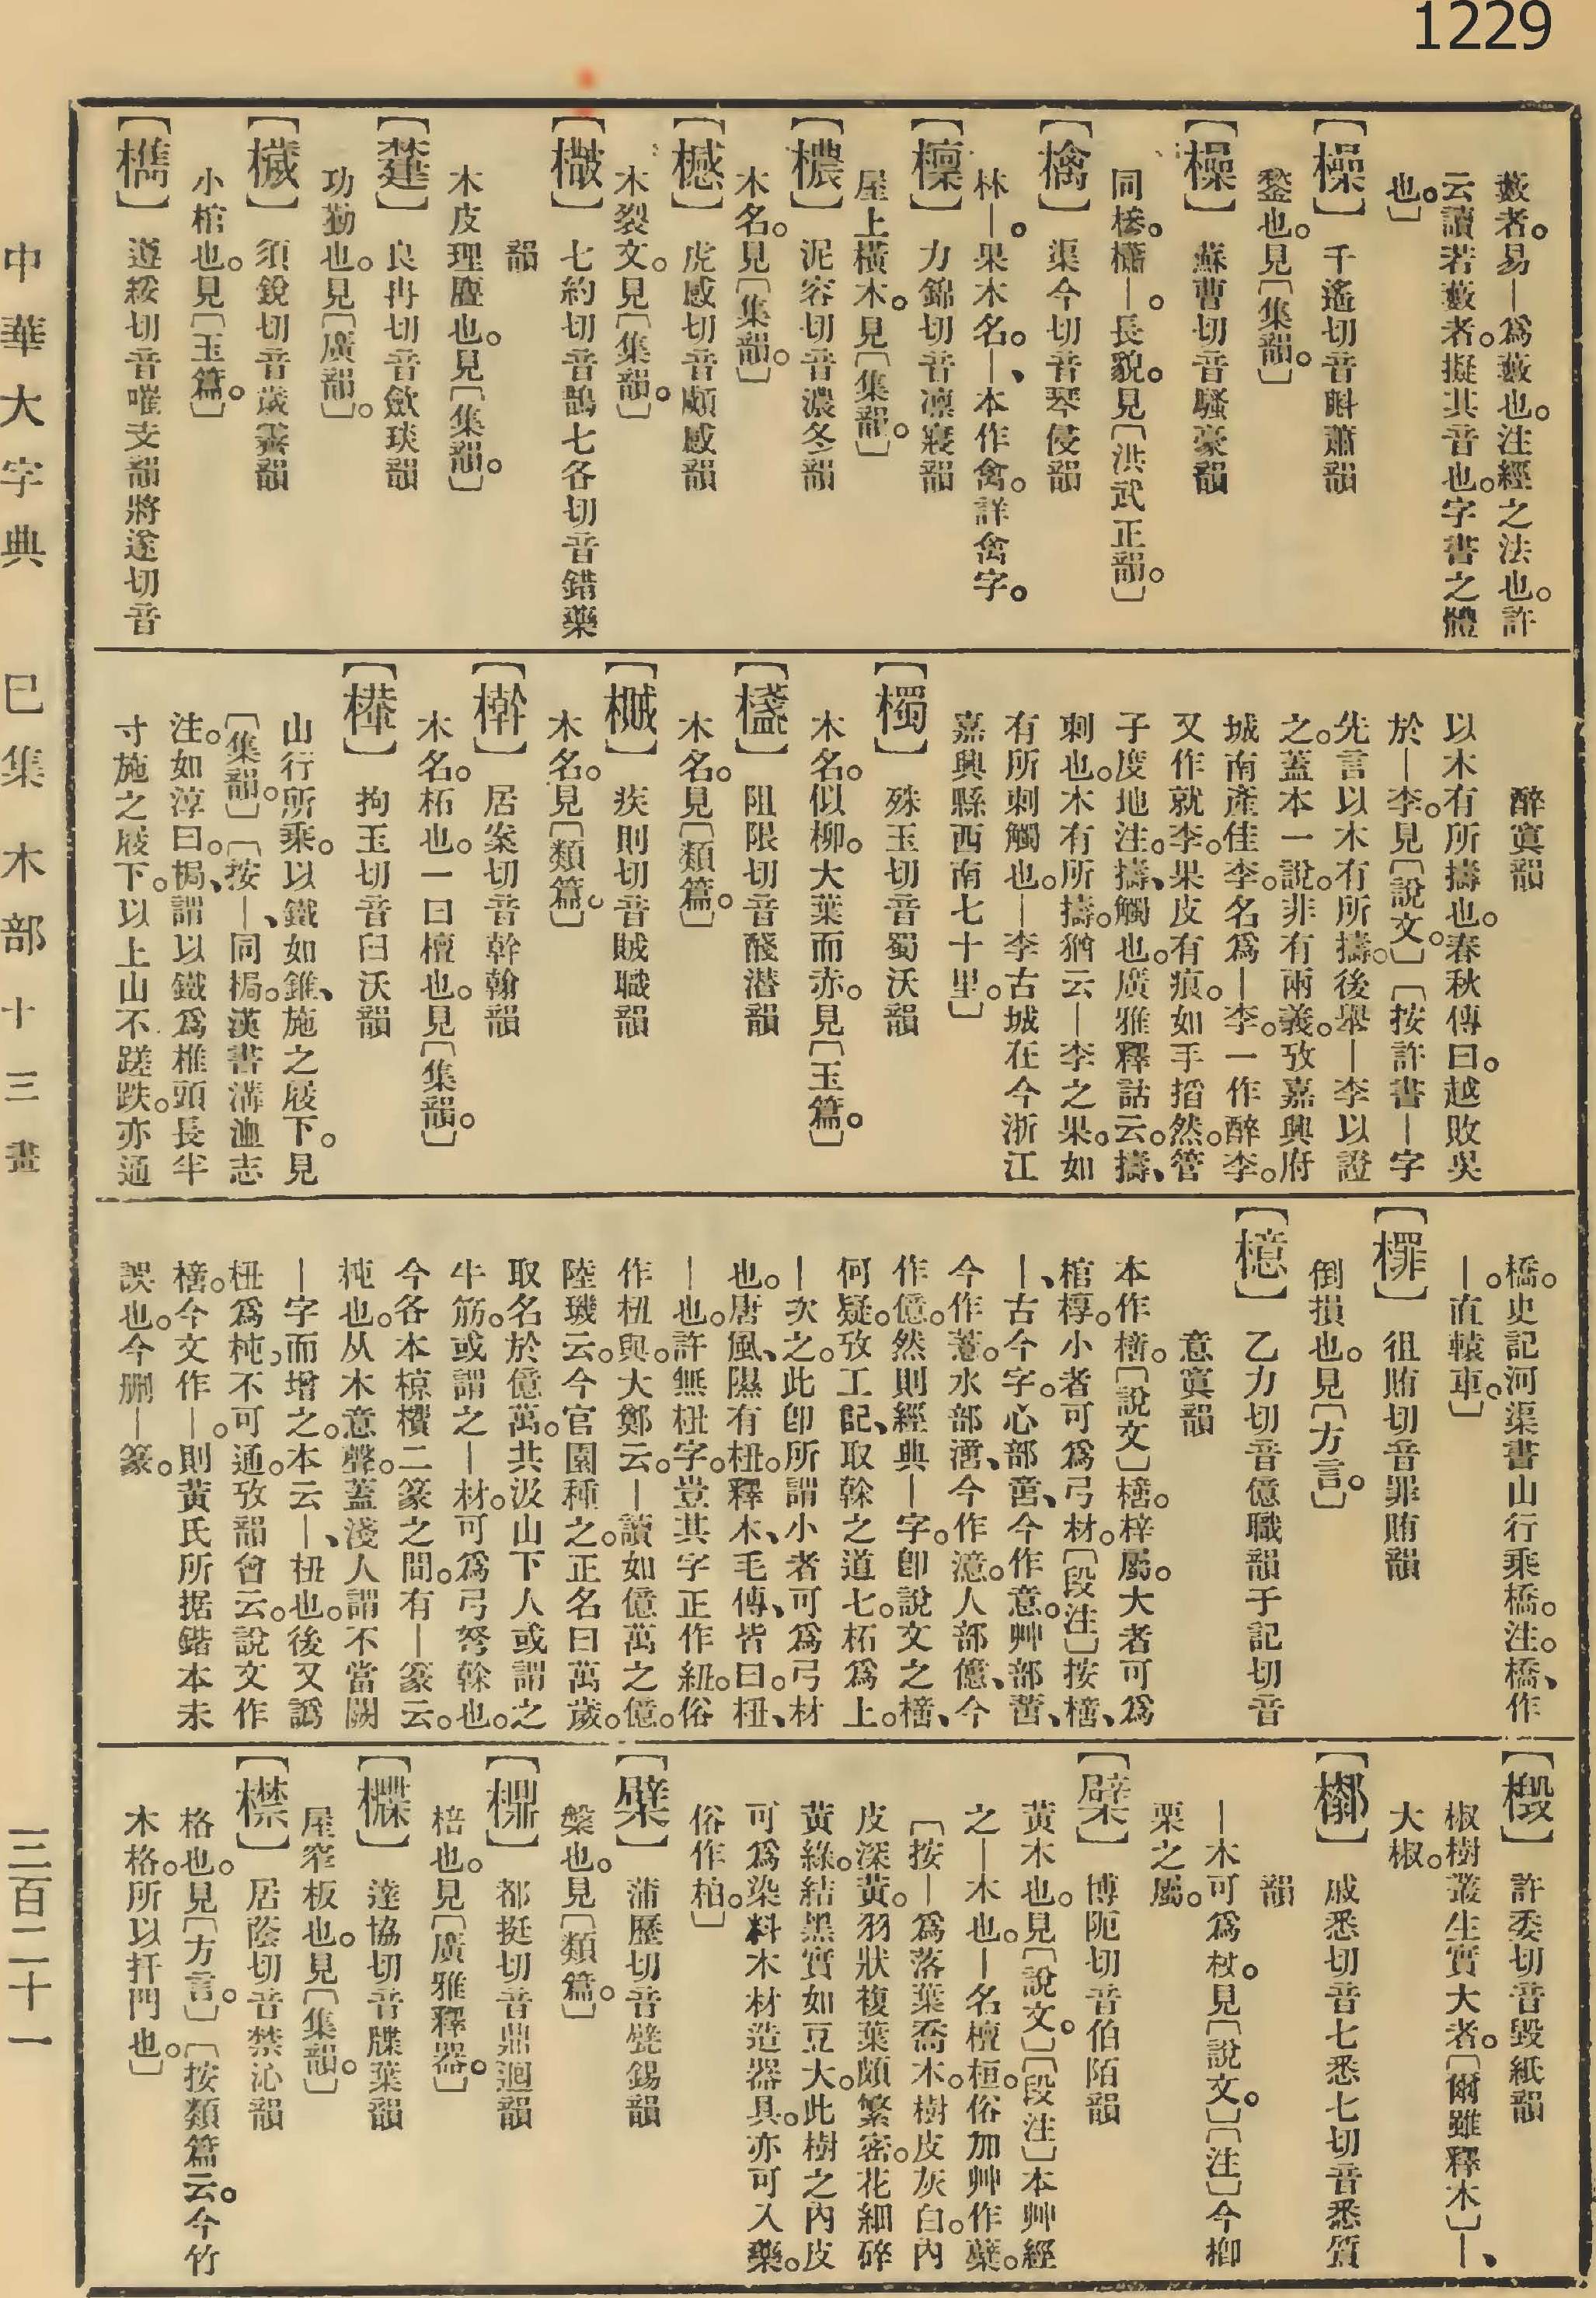 1229
藪者。易｜爲藪也。注經之法也。許
云讀若藪者。擬其音也。字書之體
也。〕
【橾】 千遙切音㪺蕭韻
鍫也。見〔集韻。〕
【橾】 蘇曹切音騷豪韻
同㮴。橚｜。長貌。見〔洪武正韻。〕
【檎】 渠今切音琴侵韻
林｜。果木名。｜、本作禽。詳禽字。
【檁】 力錦切音凛寢韻
屋上橫木。見〔集韻。〕
【檂】 泥容切音濃冬韻
木名。見〔集韻。〕
【㯳】 虎感切音顑感韻
木裂文。見〔集韻。〕
七約切音鵲七各切音錯藥
韻
木皮理麤也。見〔集韻。〕
良冉切音斂琰韻
功勤也。見〔廣韻。〕
須銳切音歲霽韻
小棺也。見〔玉篇。〕
【檇】 遵綏切音嗺支韻將遂切音
醉寘韻
以木有所擣也。春秋傳曰。越敗吳
於｜李。見〔說文。〕〔按許書｜字
先言以木有所擣。後舉｜李以證
之。蓋本一說。非有兩義。攷嘉興府
城南產佳李。名爲｜李。一作醉李。
又作就李。果皮有痕。如手搯然。管
子度地注。擣、觸也。廣雅釋詁云。擣、
刺也。木有所擣。猶云｜李之果。如
有所刺觸也。｜李古城在今浙江
嘉興縣西南七十里。〕
【㯮】 殊玉切音蜀沃韻
木名。似柳。大葉而赤。見〔玉篇。〕
阻限切音醆潸韻
木名。見〔類篇。〕
疾則切音賊職韻
木名。見〔類篇。〕
【檊】 居案切音幹翰韻
木名。柘也。一曰檀也。見〔集韻。〕
【檋】 拘玉切音臼沃韻
山行所乘。以鐵如錐、施之屐下。見
〔集韻。〕〔按｜、同梮。漢書溝洫志
注。如淳曰。梮、謂以鐵爲椎頭長半
寸施之屐下。以上山不蹉跌。亦通
橋。史記河渠書山行乘橋。注。橋、作
｜。直轅車。〕
【檌】 徂賄切音罪賄韻
倒損也。見〔方言。〕
【檍】 乙力切音億職韻于記切音
意寘韻
本作㯆。〔說文〕㯆。梓屬。大者可爲
棺椁。小者可爲弓材。〔段注〕按㯆、
｜、古今字。心部䇾、今作意。艸部䓵、
今作薏。水部澺、今作澺。人部億、今
作億。然則經典｜字。卽說文之㯆、
何疑。攷工記、取榦之道七。柘爲上。
｜次之。此卽所謂小者可爲弓材
也。唐風、隰有杻。釋木、毛傳、皆曰。杻、
｜也。許無杻字。豈其字正作紐。俗
作杻與。大鄭云。｜讀如億萬之億。
陸璣云。今官園種之。正名曰萬歲。
取名於億萬。共汲山下人或謂之
牛筋。或謂之｜材。可爲弓弩榦也。
今各本椋櫕二篆之間。有｜篆云。
杶也。从木意聲。蓋淺人謂不當闕
｜字而增之。本云｜、杻也。後又譌
杻爲杶、不可通。攷韻會云。說文作
㯆。今文作｜。則黃氏所据鍇本未
誤也。今刪｜篆。
【檓】 許委切音毀紙韻
椒樹叢生實大者。〔爾雖釋木〕｜、
大椒。
戚悉切音七悉七切音悉質
韻
｜木可爲杖。見〔說文。〕〔注〕今㮨
栗之屬。
【檗】 博阨切音伯陌韻
黃木也。見〔說文。〕〔段注〕本艸經
之｜木也。｜名檀桓。俗加艸作蘗。
〔按｜爲落葉喬木。樹皮灰白。內
皮深黃。羽狀複葉頗繁密。花細碎
黃綠。結黑實如豆大。此樹之內皮
可爲染料木材造器具。亦可入藥。
俗作柏。〕
蒲歷切音甓錫韻
槃也。見〔類篇。〕
都挺切音鼎迥韻
棓也。見〔廣雅釋器。〕
達協切音牒葉韻
屋笮板也。見〔集韻。〕
【㯲】 居蔭切音禁沁韻
格也。見〔方言。〕〔按類篇云。今竹
木格。所以扞門也。〕
中華大字典 巳集 木部 十三畫 一三百二十一